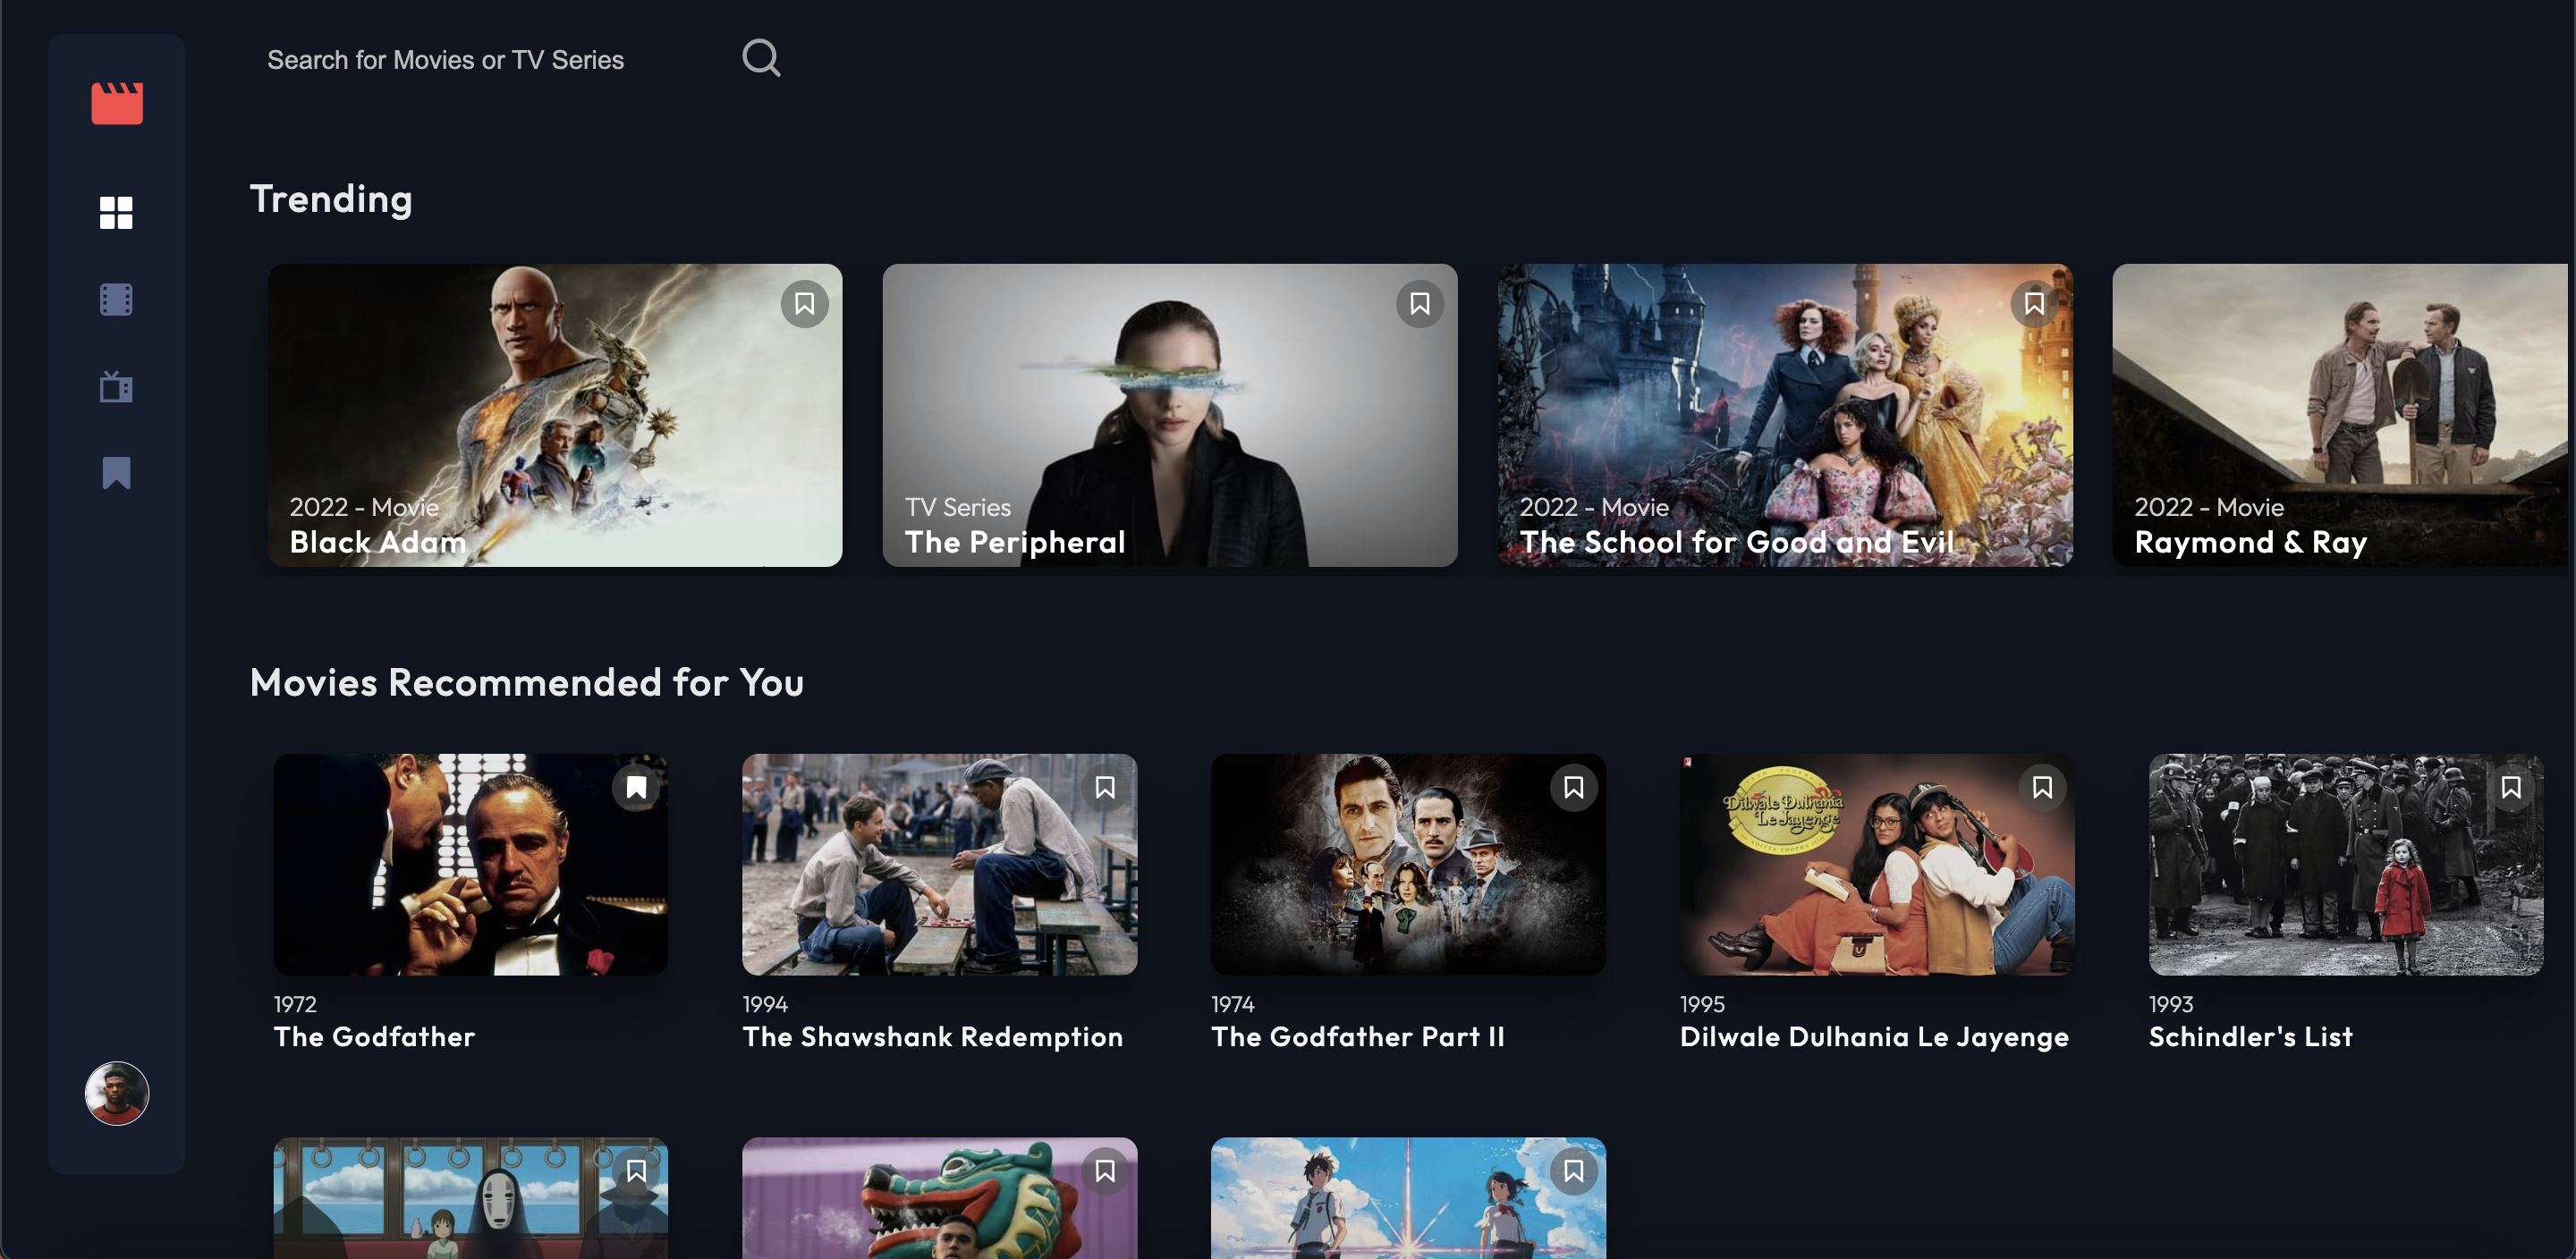 Search for Movies or TV Series
Trending
2022 - Movie
Black Adam
TV Series
The Peripheral
2022 - Movie
The School for Good and Evil
2022 - Movie
Raymond & Ray
Movies Recommended for You
Dilwale Dulhania
Le Jayenge
1972
The Godfather
1994
The Shawshank Redemption
1974
The Godfather Part II
1995
Dilwale Dulhania Le Jayenge
1993
Schindler's List